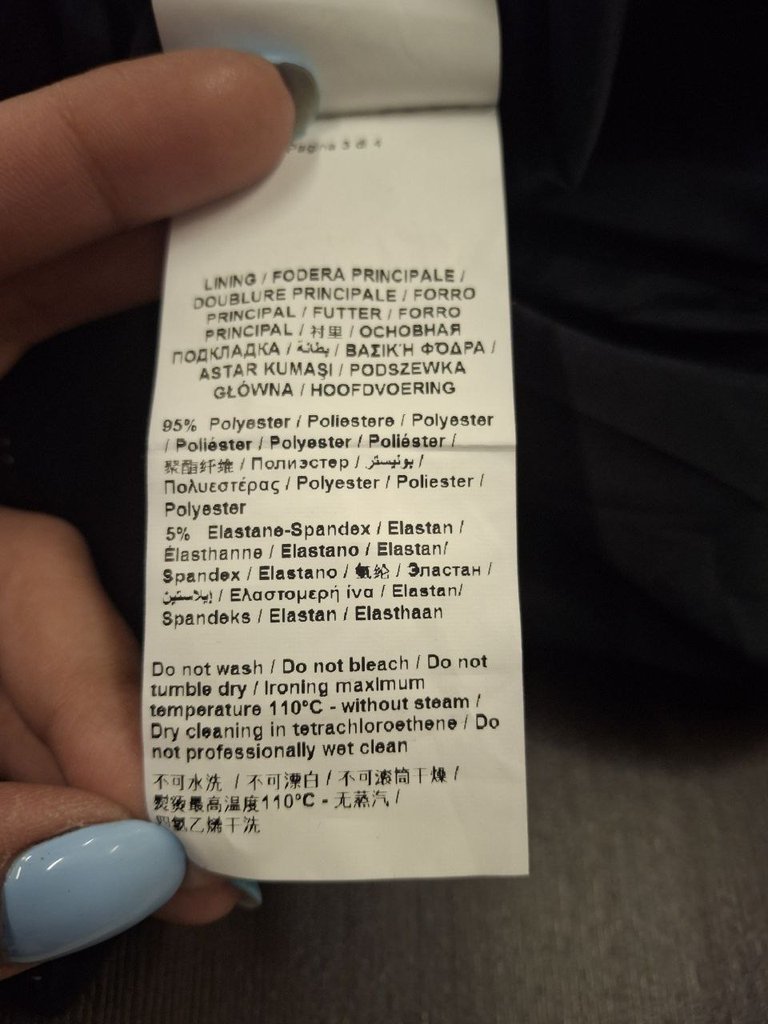 Pagina 3 di 4
LINING / FODERA PRINCIPALE /
DOUBLURE PRINCIPALE / FORRO
PRINCIPAL / FUTTER / FORRO
PRINCIPAL / 衬里 / ОСНОВНАЯ
ПОДКЛАДКА / بطانة / ΒΑΣΙΚΉ ΦΌΔΡΑ /
ASTAR KUMAŞI / PODSZEWKA
GŁÓWNA / HOOFDVOERING
95% Polyester / Poliestere / Polyester
/ Poliéster / Polyester / Poliéster /
聚酯纤维 / Полиэстер / بوليستر /
Πολυεστέρας / Polyester / Poliester /
Polyester
5% Elastane-Spandex / Elastan /
Élasthanne / Elastano / Elastan/
Spandex / Elastano / 氨纶 / Эластан /
إيلاستين / Ελαστομερή ίνα / Elastan/
Spandeks / Elastan / Elasthaan
Do not wash / Do not bleach / Do not
tumble dry / Ironing maximum
temperature 110°C - without steam /
Dry cleaning in tetrachloroethene / Do
not professionally wet clean
不可水洗 / 不可漂白 / 不可滚筒干燥 /
熨烫最高温度110°C - 无蒸汽 /
四氯乙烯干洗